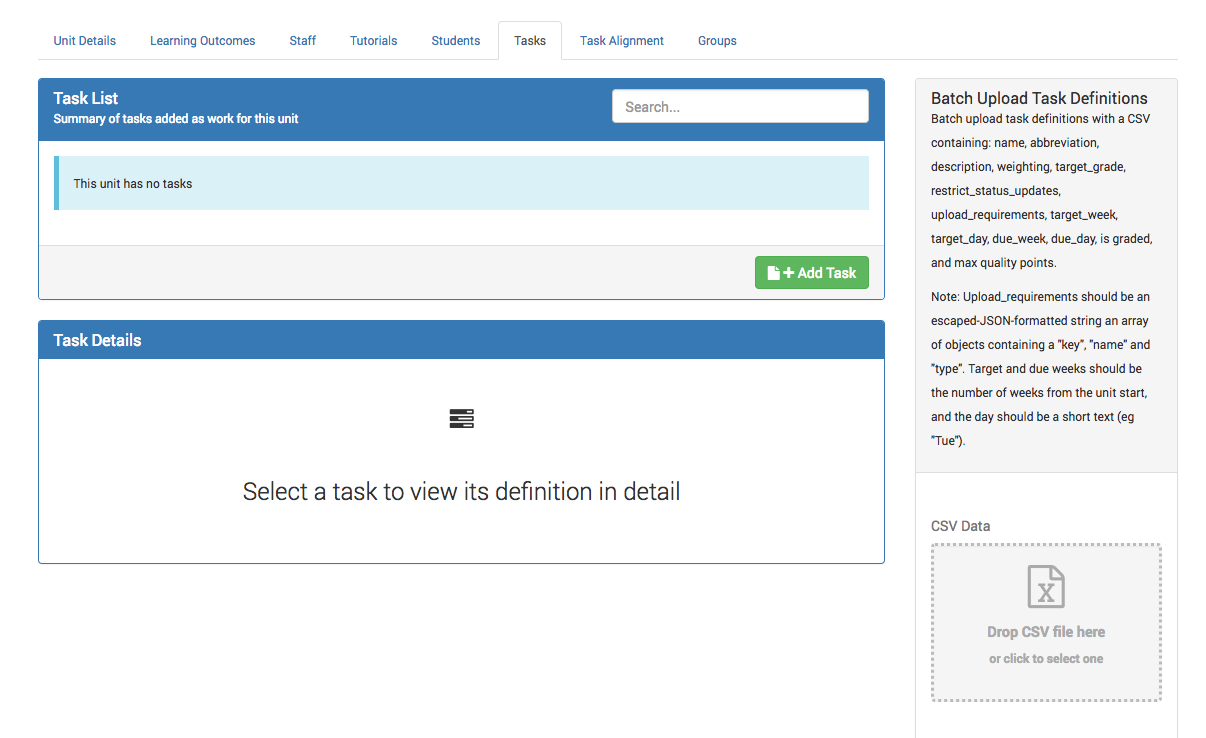 Unit Details Learning Outcomes Staff Tutorials Students Tasks Task Alignment Groups
Task List
Summary of tasks added as work for this unit
Search...
This unit has no tasks
Add Task
Task Details
Select a task to view its definition in detail
Batch Upload Task Definitions
Batch upload task definitions with a CSV
containing: name, abbreviation,
description, weighting, target_grade,
restrict_status_updates,
upload_requirements, target_week,
target_day, due_week, due_day, is graded,
and max quality points.
Note: Upload_requirements should be an
escaped-JSON-formatted string an array
of objects containing a "key", "name" and
"type". Target and due weeks should be
the number of weeks from the unit start,
and the day should be a short text (eg
"Tue").
CSV Data
X
Drop CSV file here
or click to select one